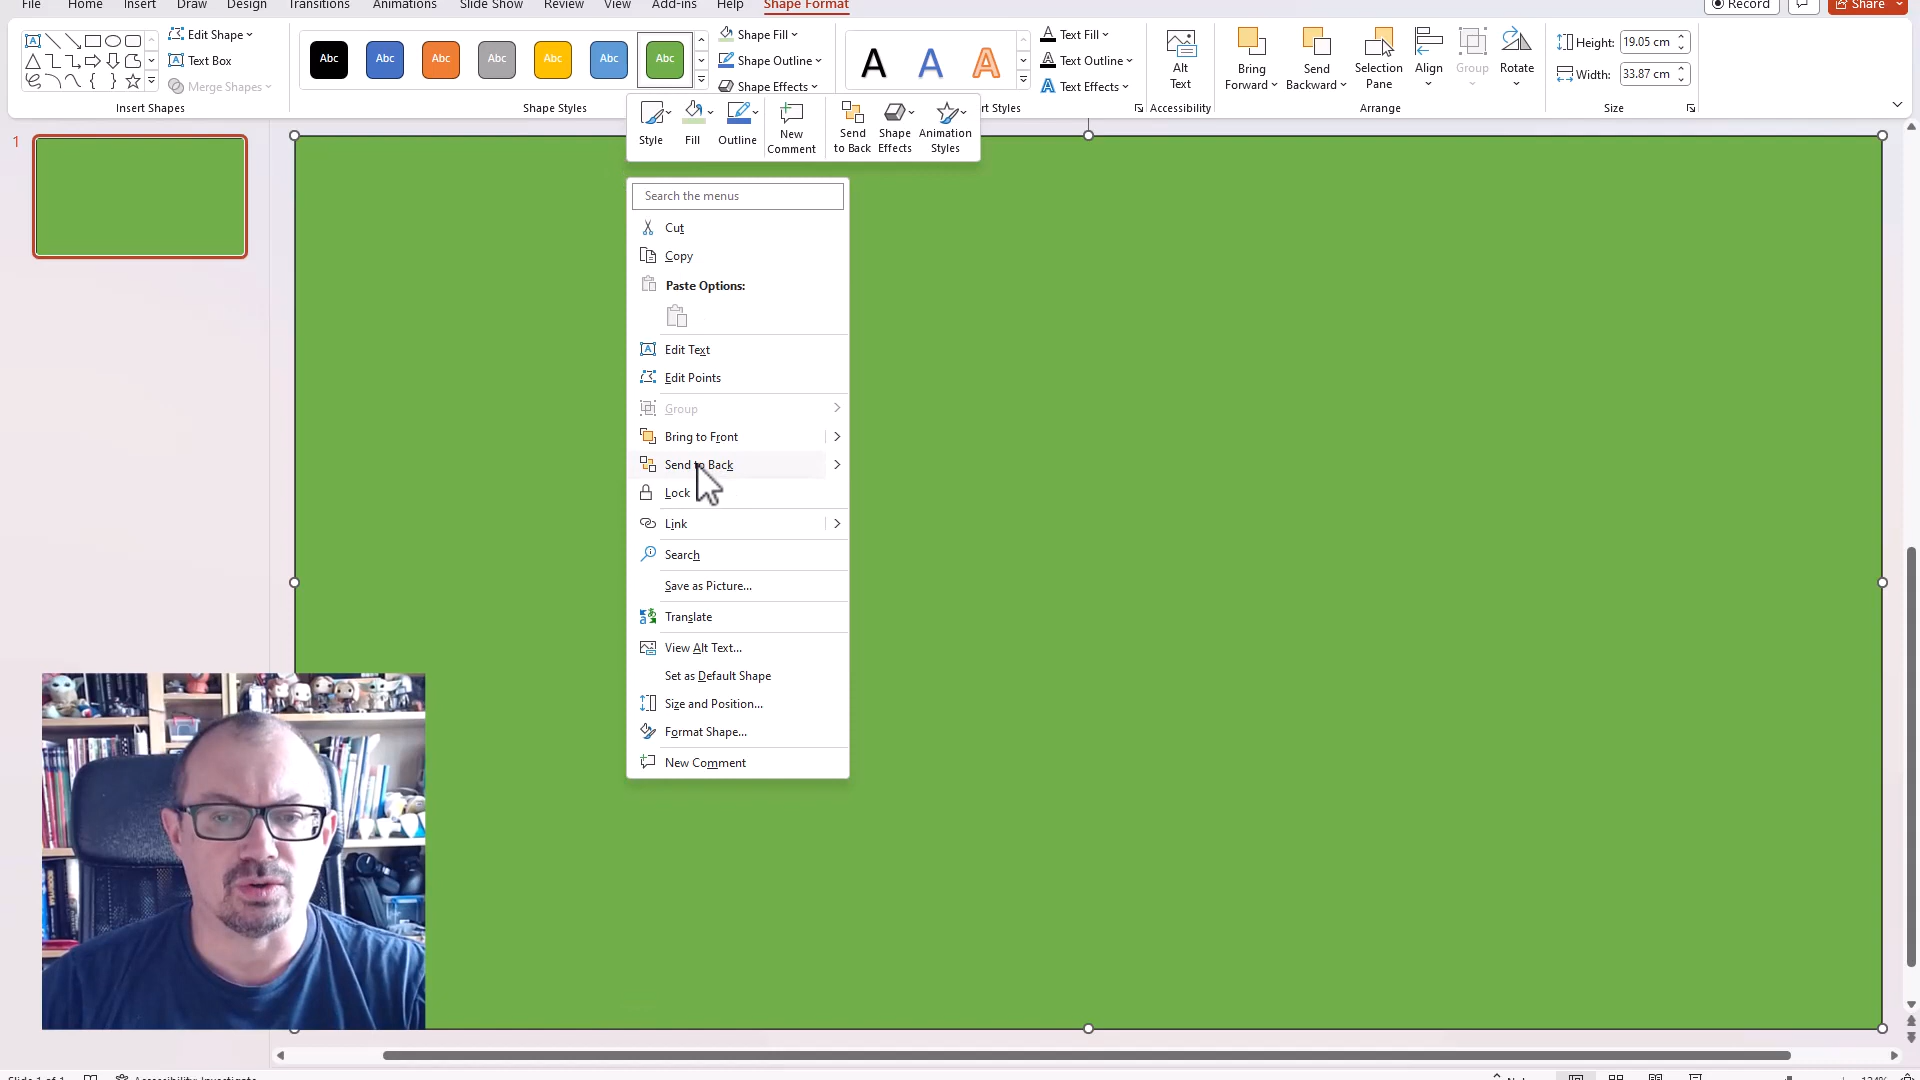 File Home Insert Draw Design Transitions Animations Slide Show Review View Add-ins Help Shape Format Record Share
Edit Shape
Text Box
Merge Shapes
Insert Shapes
Abc Abc Abc Abc Abc Abc Abc
Shape Fill
Shape Outline
Shape Effects
Shape Styles
A A A
Text Fill
Text Outline
Text Effects
rt Styles
Alt Text
Accessibility
Bring Forward
Send Backward
Selection Pane
Align
Group
Rotate
Arrange
Height: 19.05 cm
Width: 33.87 cm
Size
Style
Fill
Outline
New Comment
Send to Back
Shape Effects
Animation Styles
1
Search the menus
Cut
Copy
Paste Options:
Edit Text
Edit Points
Group
Bring to Front
Send to Back
Lock
Link
Search
Save as Picture...
Translate
View Alt Text...
Set as Default Shape
Size and Position...
Format Shape...
New Comment